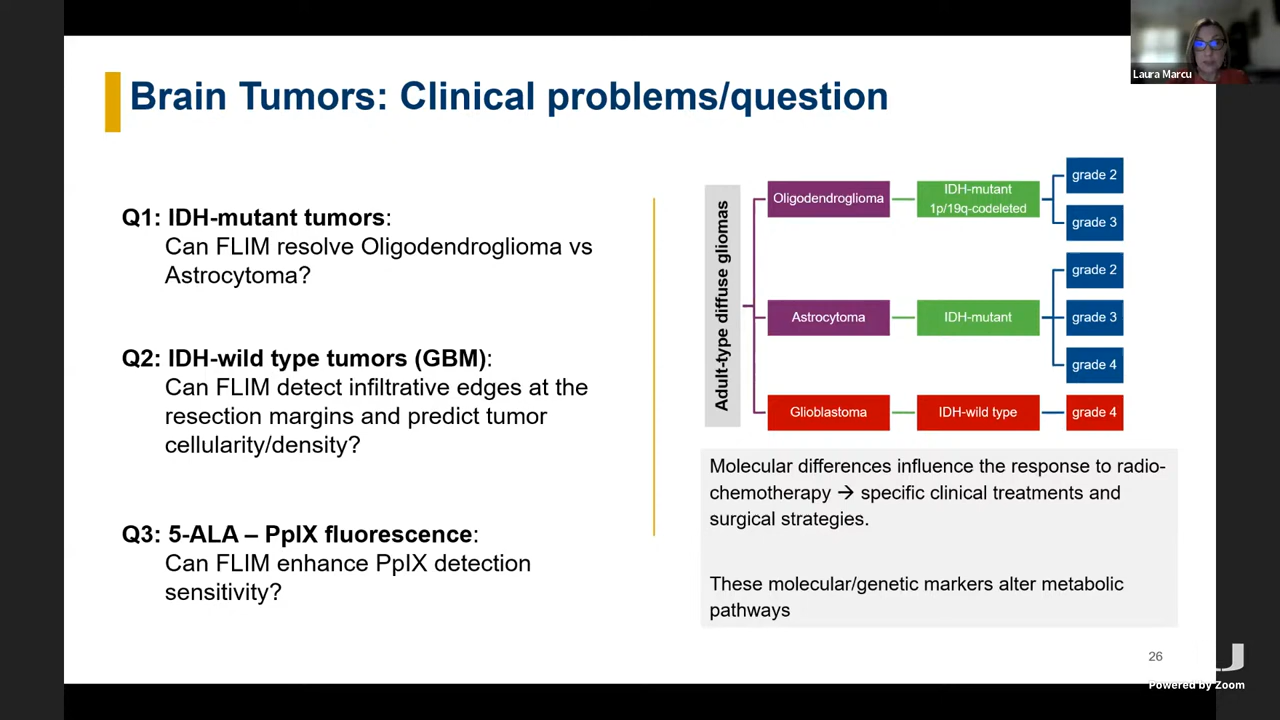 Laura Marcu
Brain Tumors: Clinical problems/question
Q1: IDH-mutant tumors:
Can FLIM resolve Oligodendroglioma vs
Astrocytoma?
Q2: IDH-wild type tumors (GBM):
Can FLIM detect infiltrative edges at the
resection margins and predict tumor
cellularity/density?
Q3: 5-ALA – PpIX fluorescence:
Can FLIM enhance PpIX detection
sensitivity?
Adult-type diffuse gliomas
Oligodendroglioma
IDH-mutant
1p/19q-codeleted
grade 2
grade 3
Astrocytoma
IDH-mutant
grade 2
grade 3
grade 4
Glioblastoma
IDH-wild type
grade 4
Molecular differences influence the response to radio-
chemotherapy → specific clinical treatments and
surgical strategies.
These molecular/genetic markers alter metabolic
pathways
26
Powered by Zoom